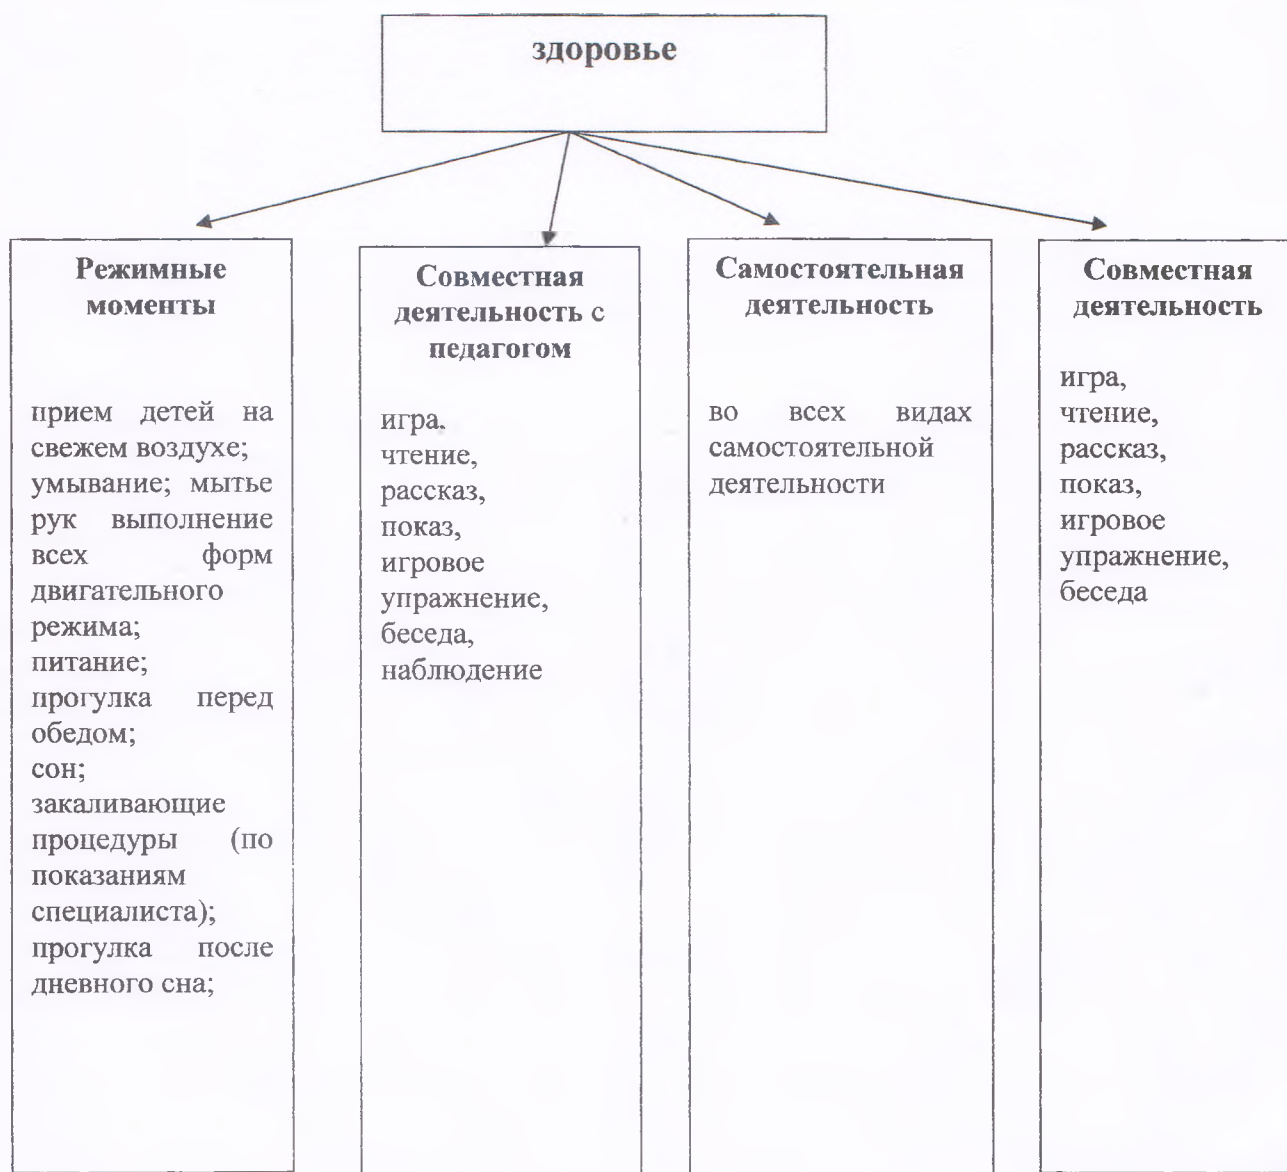 здоровье
Режимные
моменты
прием детей на
свежем воздухе;
умывание; мытье
рук выполнение
всех форм
двигательного
режима;
питание;
прогулка перед
обедом;
сон;
закаливающие
процедуры (по
показаниям
специалиста);
прогулка после
дневного сна;
Совместная
деятельность с
педагогом
игра.
чтение,
рассказ,
показ,
игровое
упражнение,
беседа,
наблюдение
Самостоятельная
деятельность
во всех видах
самостоятельной
деятельности
Совместная
деятельность
игра,
чтение,
рассказ,
показ,
игровое
упражнение,
беседа